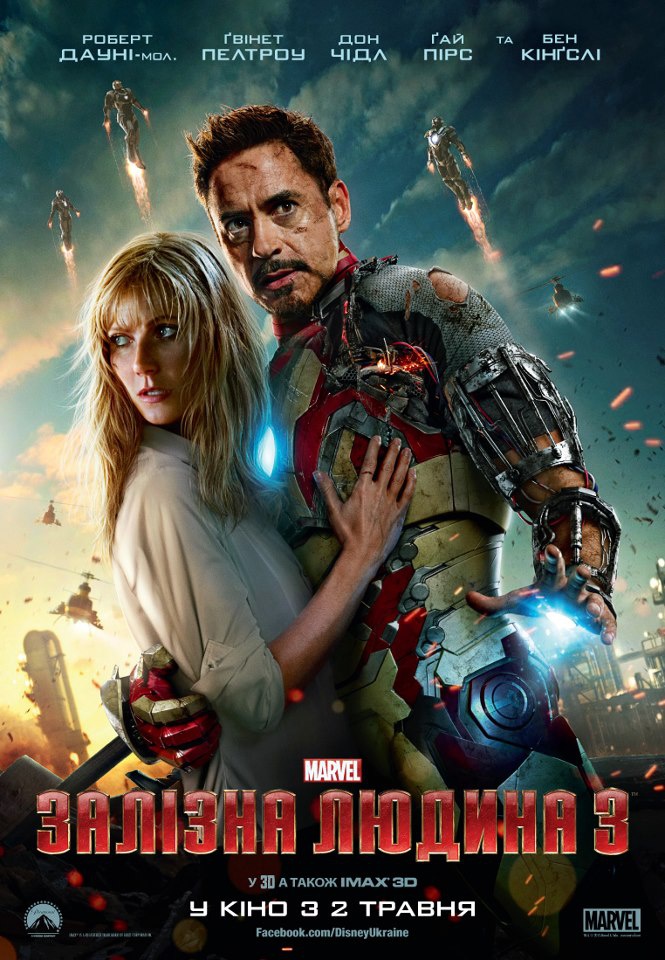 РОБЕРТ ҐВІНЕТ ДОН ҐАЙ ТА БЕН
ДАУНІ-МОЛ. ПЕЛТРОУ ЧІДЛ ПІРС КІНҐСЛІ
MARVEL
ЗАЛІЗНА ЛЮДИНА 3
У 3D А ТАКОЖ IMAX 3D
У КІНО З 2 ТРАВНЯ
Facebook.com/DisneyUkraine
Paramount
MARVEL